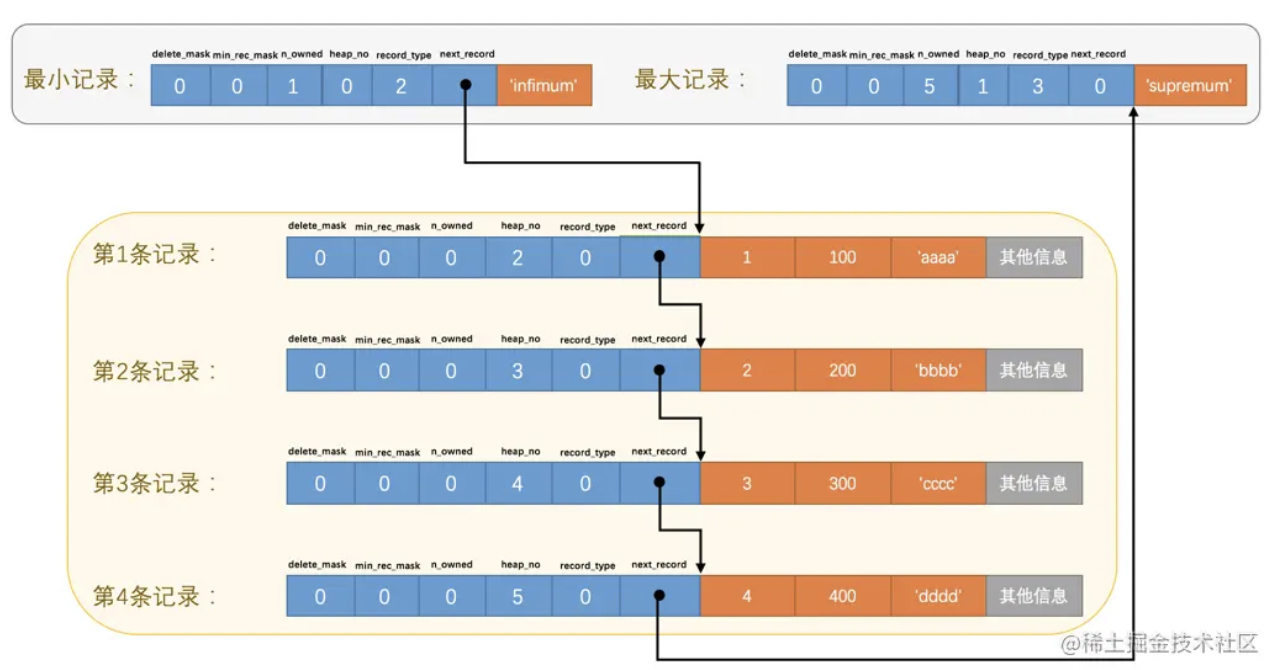 delete_mask min_rec_mask n_owned heap_no record_type next_record
最小记录： 0 0 1 0 2 'infimum'
delete_mask min_rec_mask n_owned heap_no record_type next_record
最大记录： 0 0 5 1 3 0 'supremum'
delete_mask min_rec_mask n_owned heap_no record_type next_record
第1条记录： 0 0 0 2 0 1 100 'aaaa' 其他信息
delete_mask min_rec_mask n_owned heap_no record_type next_record
第2条记录： 0 0 0 3 0 2 200 'bbbb' 其他信息
delete_mask min_rec_mask n_owned heap_no record_type next_record
第3条记录： 0 0 0 4 0 3 300 'cccc' 其他信息
delete_mask min_rec_mask n_owned heap_no record_type next_record
第4条记录： 0 0 0 5 0 4 400 'dddd' 其他信息
@稀土掘金技术社区